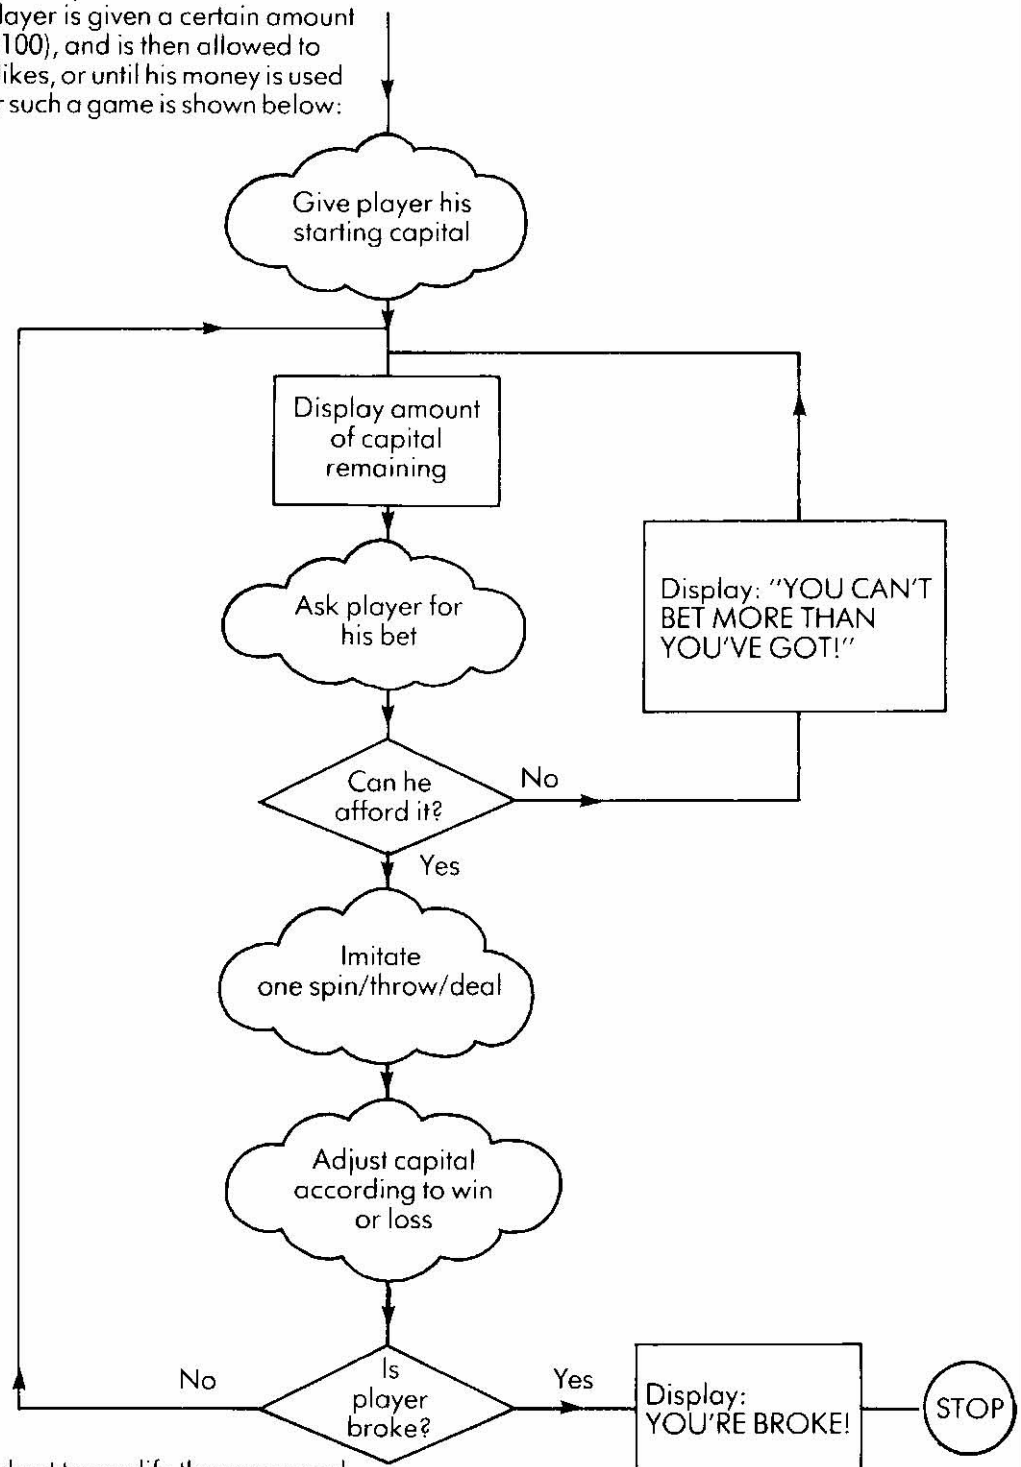 layer is given a certain amount
100), and is then allowed to
likes, or until his money is used
such a game is shown below:
Give player his
starting capital
Display amount
of capital
remaining
Ask player for
his bet
Display: "YOU CAN'T
BET MORE THAN
YOU'VE GOT!"
Can he
afford it?
No
Yes
Imitate
one spin/throw/deal
Adjust capital
according to win
or loss
Is
player
broke?
No
Yes
Display:
YOU'RE BROKE!
STOP